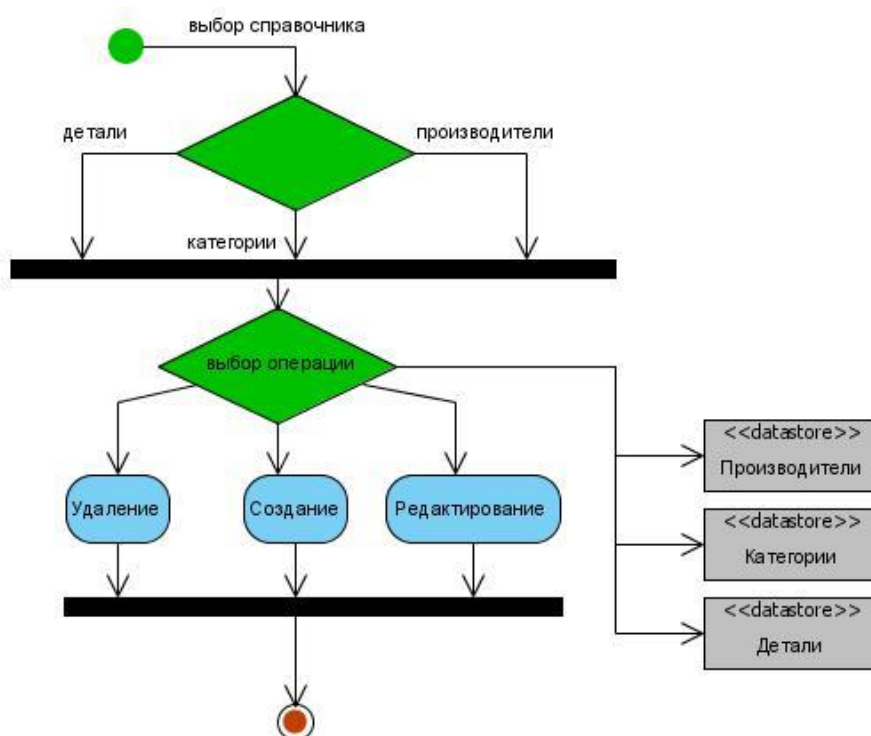 выбор справочника
детали
производители
категории
выбор операции
Удаление
Создание
Редактирование
<<datastore>>
Производители
<<datastore>>
Категории
<<datastore>>
Детали